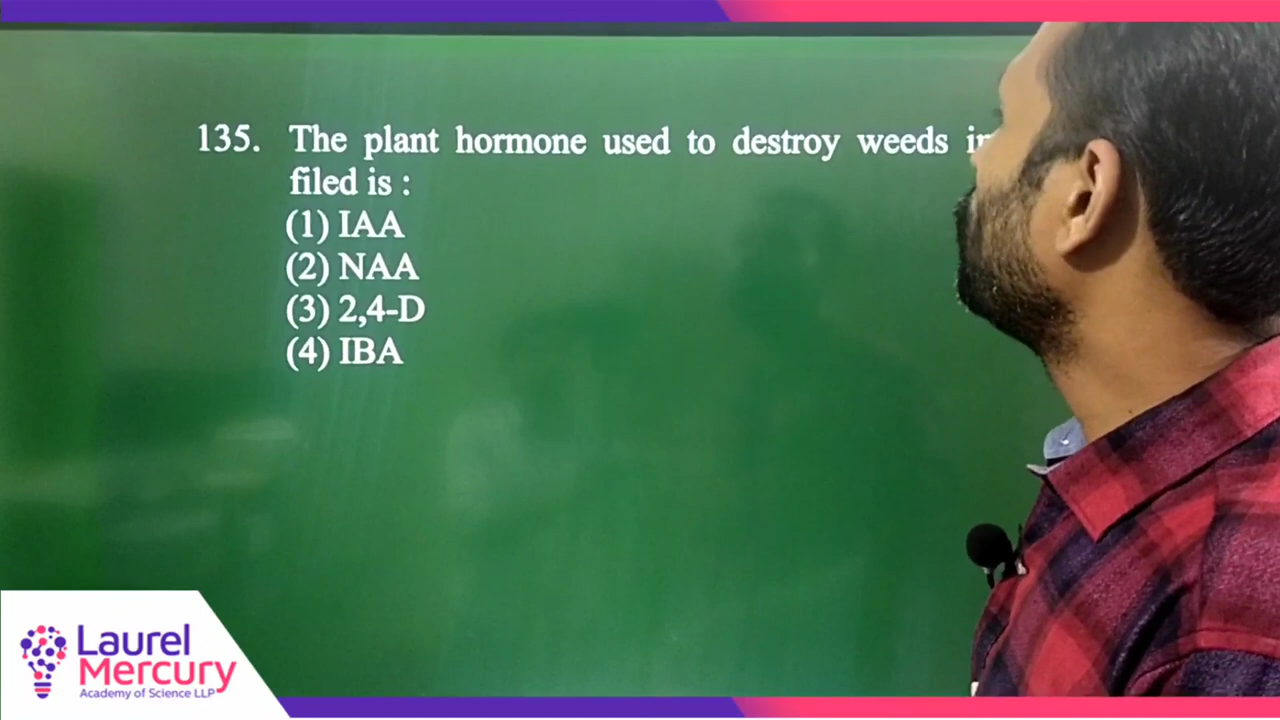 135. The plant hormone used to destroy weeds in
filed is :
(1) IAA
(2) NAA
(3) 2,4-D
(4) IBA
Laurel
Mercury
Academy of Science LLP